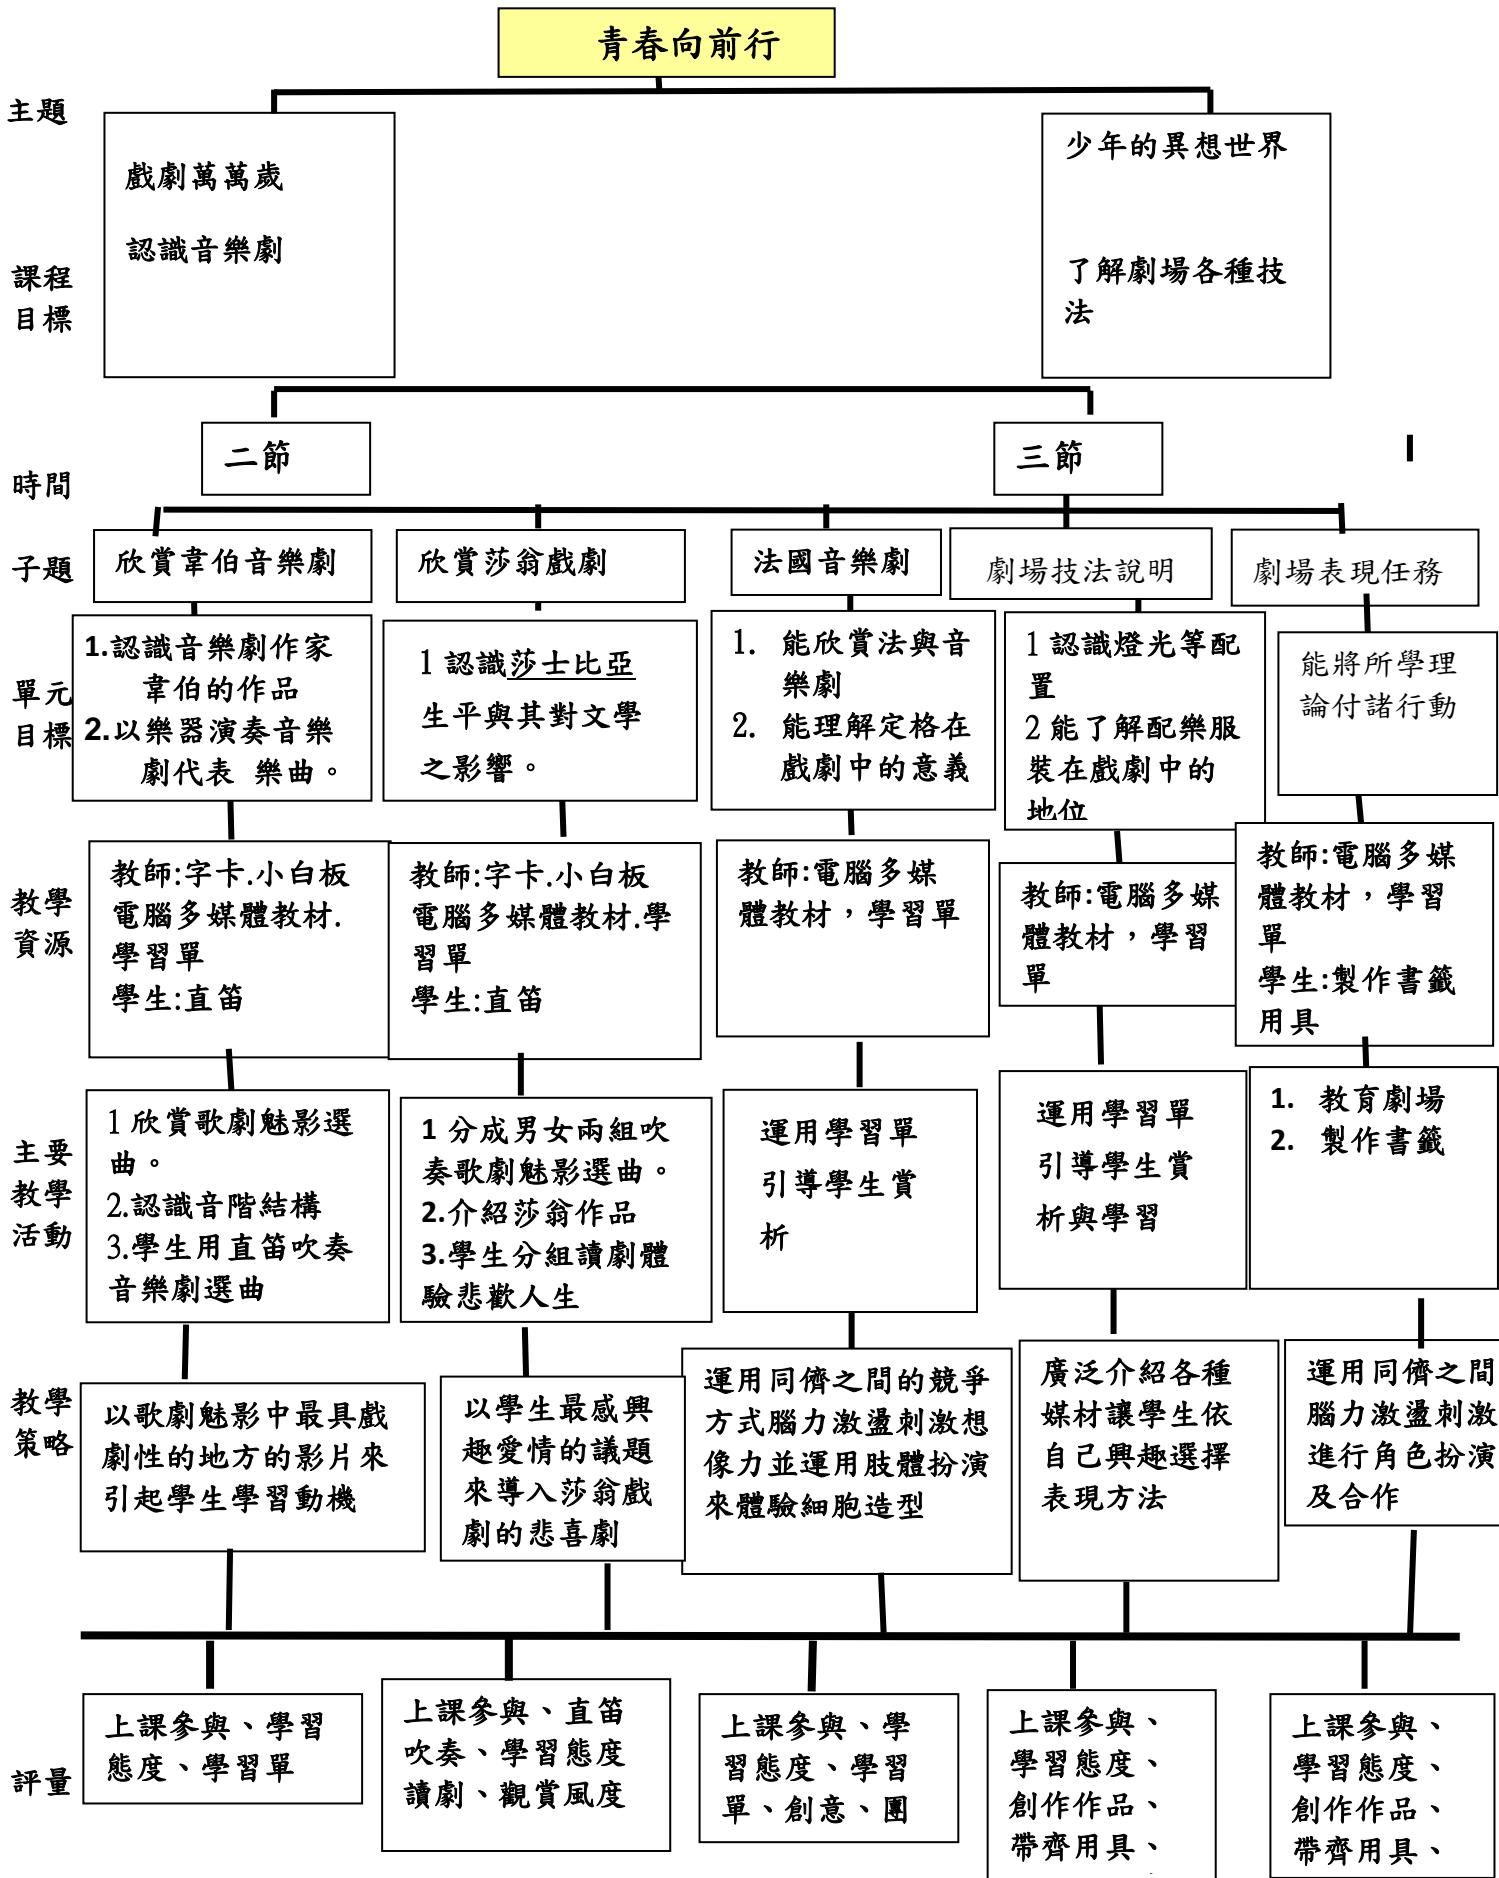 青春向前行
主題
戲劇萬萬歲
認識音樂劇
少年的異想世界
了解劇場各種技
法
課程
目標
時間
二節
三節
子題
欣賞韋伯音樂劇
欣賞莎翁戲劇
法國音樂劇
劇場技法說明
劇場表現任務
單元
目標
1.認識音樂劇作家
韋伯的作品
2.以樂器演奏音樂
劇代表 樂曲。
1 認識莎士比亞
生平與其對文學
之影響。
1. 能欣賞法與音
樂劇
2. 能理解定格在
戲劇中的意義
1 認識燈光等配
置
2 能了解配樂服
裝在戲劇中的
地位
能將所學理
論付諸行動
教學
資源
教師:字卡.小白板
電腦多媒體教材.
學習單
學生:直笛
教師:字卡.小白板
電腦多媒體教材.學
習單
學生:直笛
教師:電腦多媒
體教材，學習單
教師:電腦多媒
體教材，學習
單
教師:電腦多媒
體教材，學習
單
學生:製作書籤
用具
主要
教學
活動
1 欣賞歌劇魅影選
曲。
2.認識音階結構
3.學生用直笛吹奏
音樂劇選曲
1 分成男女兩組吹
奏歌劇魅影選曲。
2.介紹莎翁作品
3.學生分組讀劇體
驗悲歡人生
運用學習單
引導學生賞
析
運用學習單
引導學生賞
析與學習
1. 教育劇場
2. 製作書籤
教學
策略
以歌劇魅影中最具戲
劇性的地方的影片來
引起學生學習動機
以學生最感興
趣愛情的議題
來導入莎翁戲
劇的悲喜劇
運用同儕之間的競爭
方式腦力激盪刺激想
像力並運用肢體扮演
來體驗細胞造型
廣泛介紹各種
媒材讓學生依
自己興趣選擇
表現方法
運用同儕之間
腦力激盪刺激
進行角色扮演
及合作
評量
上課參與、學習
態度、學習單
上課參與、直笛
吹奏、學習態度
讀劇、觀賞風度
上課參與、學
習態度、學習
單、創意、團
上課參與、
學習態度、
創作作品、
帶齊用具、
上課參與、
學習態度、
創作作品、
帶齊用具、